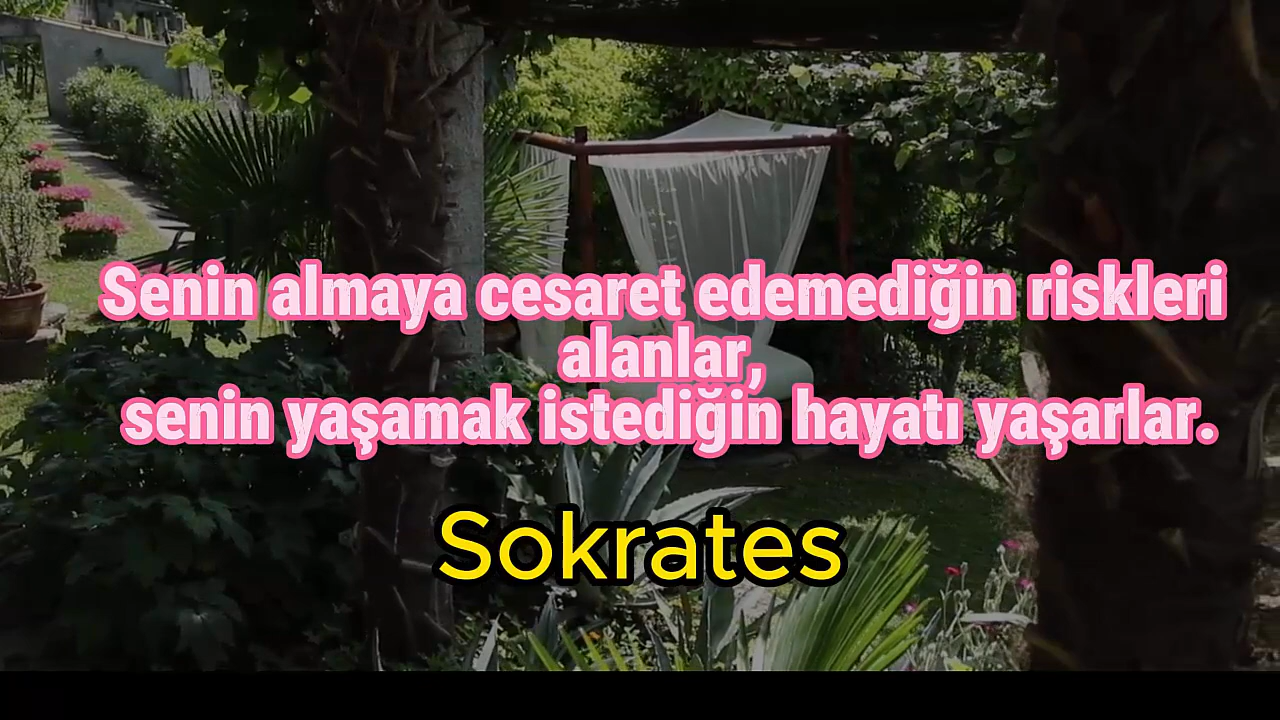 Senin almaya cesaret edemediğin riskleri
alanlar,
senin yaşamak istediğin hayatı yaşarlar.
Sokrates